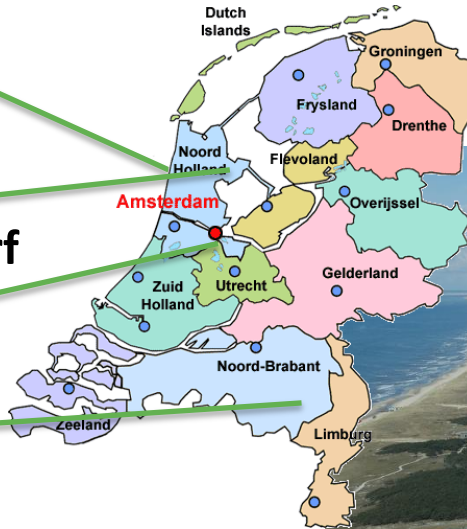 Dutch
Islands
Groningen
Frysland
Drenthe
Noord
Holland
Flevoland
Amsterdam
Overijssel
rf
Utrecht
Gelderland
Zuid
Holland
Noord-Brabant
Zeeland
Limburg